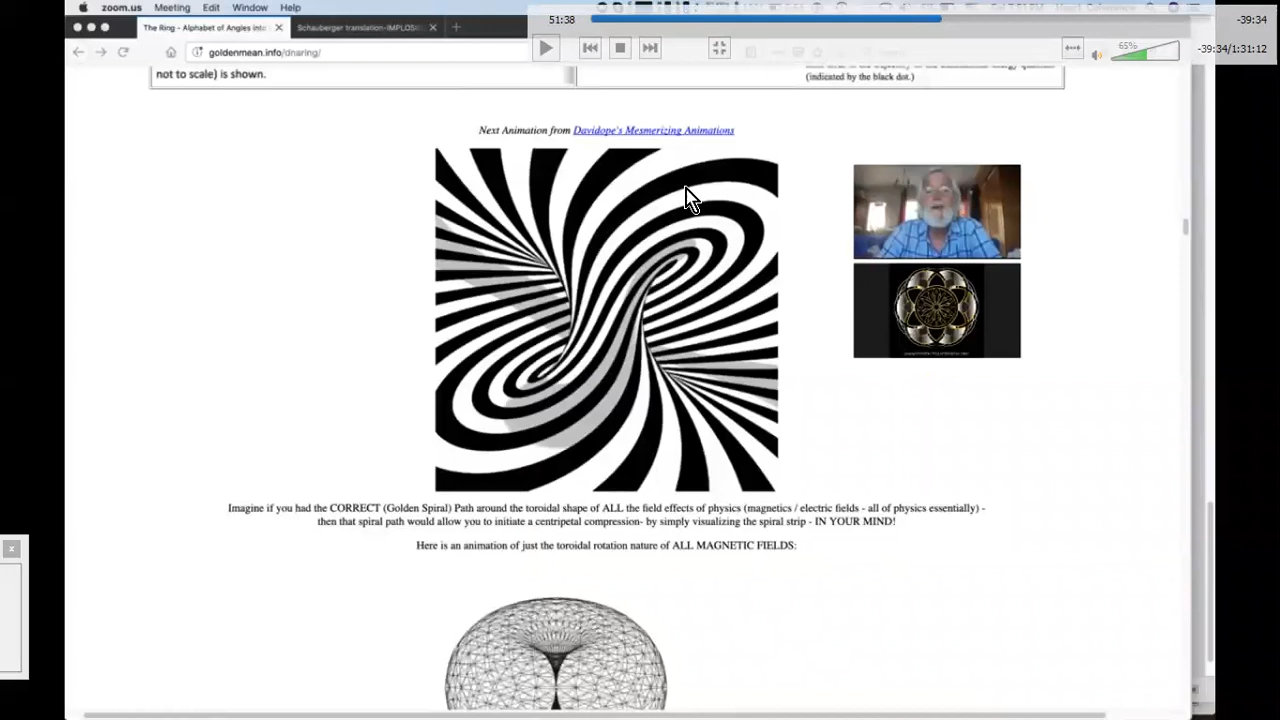 zoom.us Meeting Edit Window Help
51:38
-39:34
The Ring - Alphabet of Angles into
Schauberger translation-IMPLOSI
65%
-39:34/1:31:12
goldenmean.info/dnaring/
not to scale) is shown.
(indicated by the black dot.)
Next Animation from Davidope's Mesmerizing Animations
Imagine if you had the CORRECT (Golden Spiral) Path around the toroidal shape of ALL the field effects of physics (magnetics / electric fields - all of physics essentially) -
then that spiral path would allow you to initiate a centripetal compression- by simply visualizing the spiral strip - IN YOUR MIND!
Here is an animation of just the toroidal rotation nature of ALL MAGNETIC FIELDS:
x